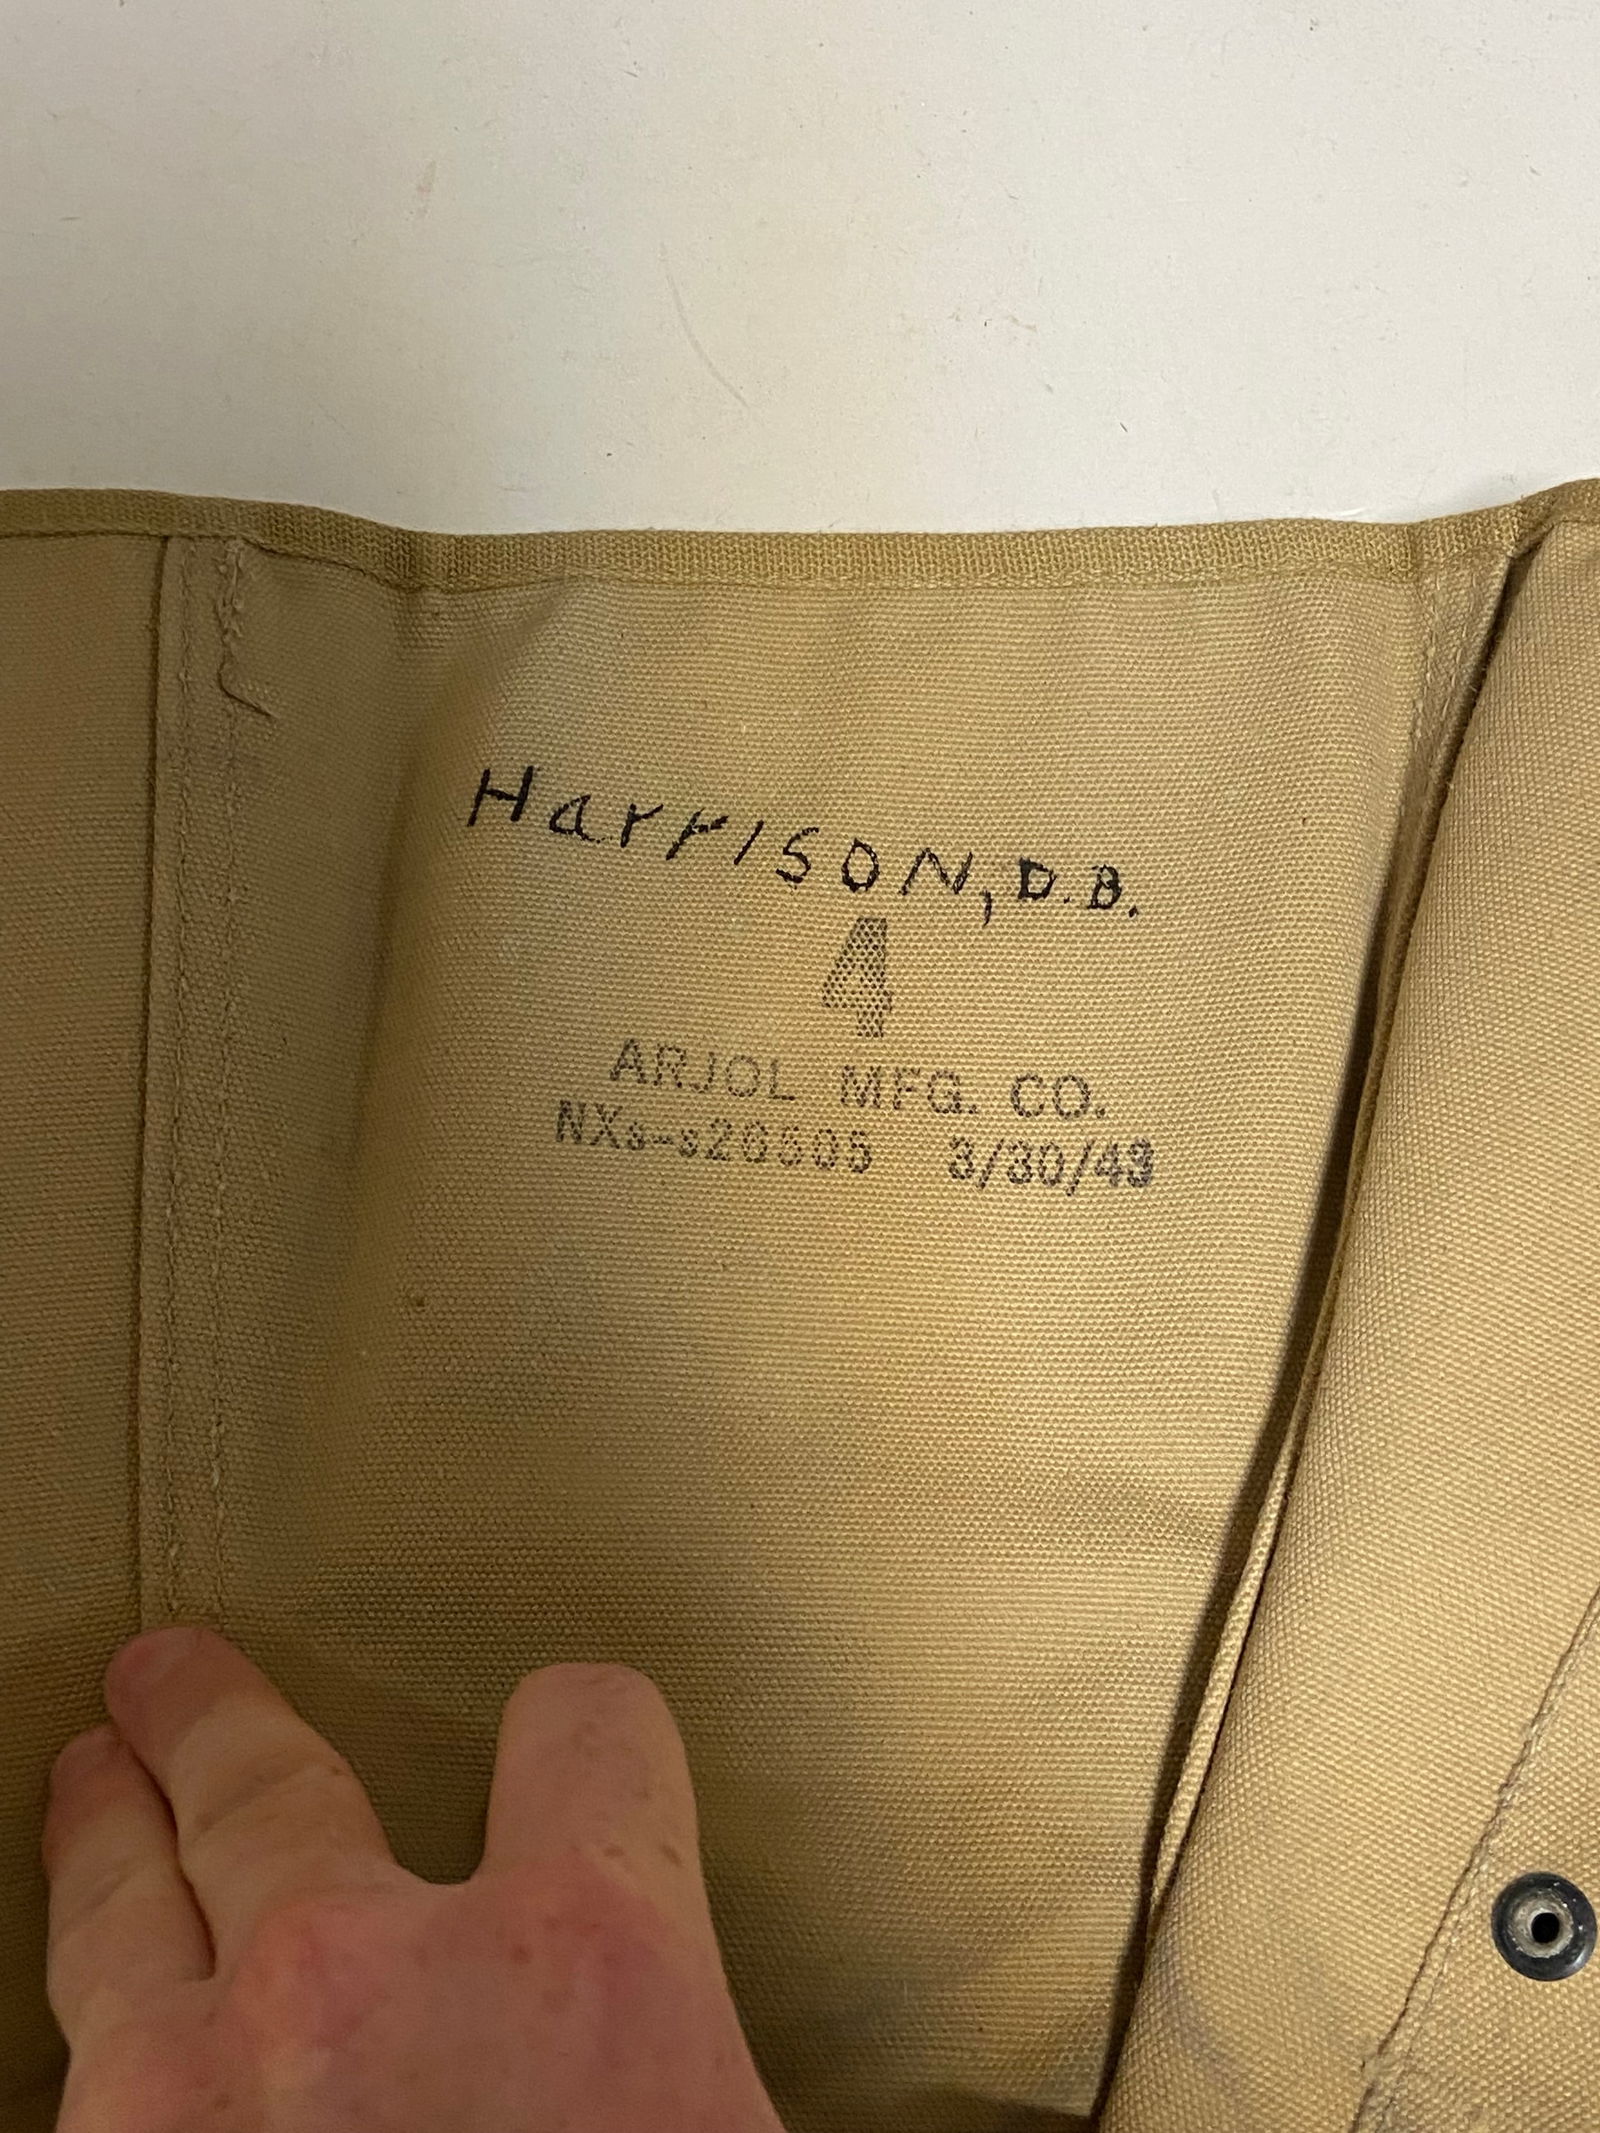 HarrisoN, D.B.
4
ARJOL MFG. CO.
NXs-s26505 3/30/43